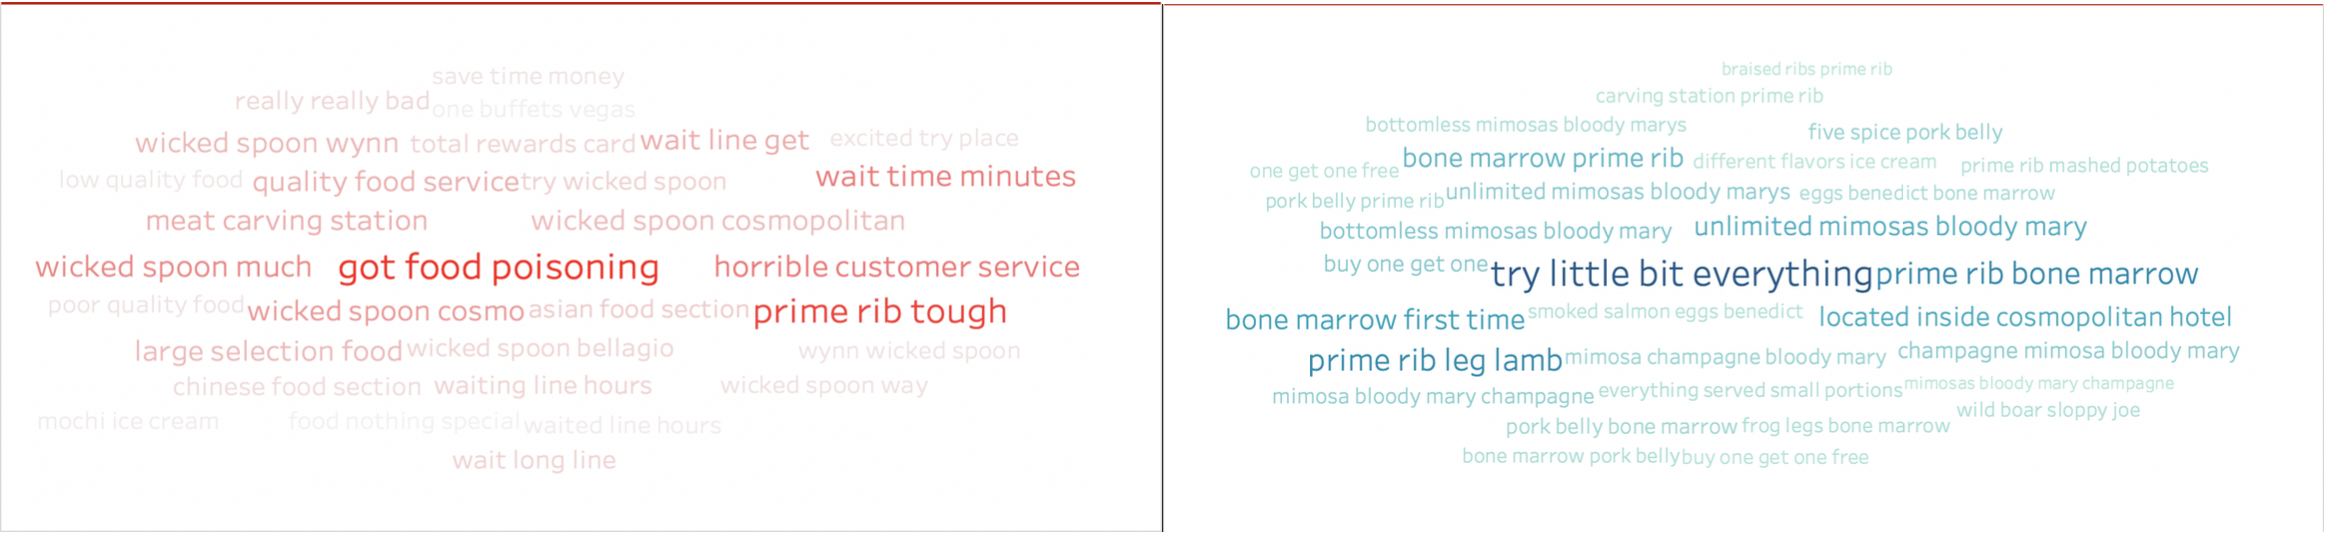 save time money
really really bad
one buffets vegas
wicked spoon wynn
total rewards card
wait line get
excited try place
low quality food
quality food service
try wicked spoon
wait time minutes
meat carving station
wicked spoon cosmopolitan
wicked spoon much
got food poisoning
horrible customer service
poor quality food
wicked spoon cosmo
asian food section
prime rib tough
large selection food
wicked spoon bellagio
wynn wicked spoon
chinese food section
waiting line hours
wicked spoon way
mochi ice cream
food nothing special
waited line hours
wait long line
braised ribs prime rib
carving station prime rib
bottomless mimosas bloody marys
five spice pork belly
one get one free
bone marrow prime rib
different flavors ice cream
prime rib mashed potatoes
pork belly prime rib
unlimited mimosas bloody marys
eggs benedict bone marrow
bottomless mimosas bloody mary
unlimited mimosas bloody mary
buy one get one
try little bit everything
prime rib bone marrow
bone marrow first time
smoked salmon eggs benedict
located inside cosmopolitan hotel
prime rib leg lamb
mimosa champagne bloody mary
champagne mimosa bloody mary
mimosa bloody mary champagne
everything served small portions
mimosas bloody mary champagne
wild boar sloppy joe
pork belly bone marrow
frog legs bone marrow
bone marrow pork belly
buy one get one free